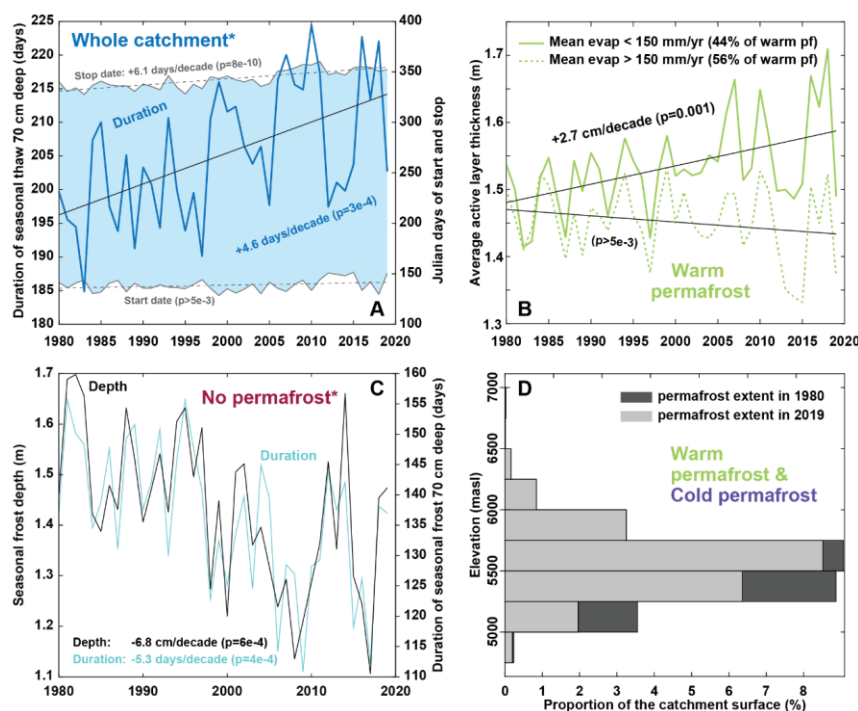 Duration of seasonal thaw 70 cm deep (days)
225
220
215
210
205
200
195
190
185
180
Whole catchment*
Stop date: +6.1 days/decade (p=8e-10)
Duration
+4.6 days/decade (p=3e-4)
Start date (p>5e-3)
A
400
350
300
250
200
150
100
Julian days of start and stop
1980 1985 1990 1995 2000 2005 2010 2015 2020
Average active layer thickness (m)
1.7
1.6
1.5
1.4
1.3
Mean evap < 150 mm/yr (44% of warm pf)
Mean evap > 150 mm/yr (56% of warm pf)
+2.7 cm/decade (p=0.001)
(p>5e-3)
Warm
permafrost
B
1980 1985 1990 1995 2000 2005 2010 2015 2020
Seasonal frost depth (m)
1.7
1.6
1.5
1.4
1.3
1.2
1.1
Depth
C
No permafrost*
Duration
Depth: -6.8 cm/decade (p=6e-4)
Duration: -5.3 days/decade (p=4e-4)
160
155
150
145
140
135
130
125
120
115
110
Duration of seasonal frost 70 cm deep (days)
1980 1990 2000 2010 2020
Elevation (masl)
7000
6500
6000
5500
5000
D
permafrost extent in 1980
permafrost extent in 2019
Warm
permafrost &
Cold permafrost
0 1 2 3 4 5 6 7 8
Proportion of the catchment surface (%)